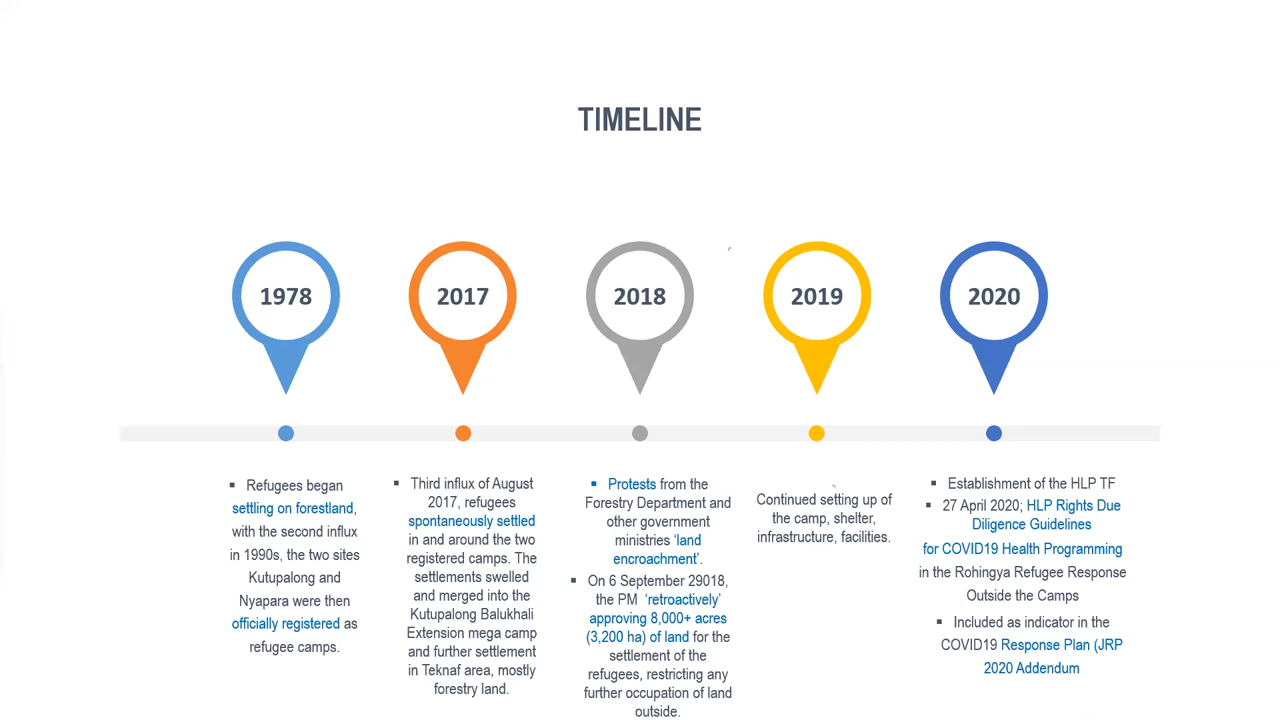 TIMELINE
1978
2017
2018
2019
2020
▪ Refugees began
settling on forestland,
with the second influx
in 1990s, the two sites
Kutupalong and
Nyapara were then
officially registered as
refugee camps.
▪ Third influx of August
2017, refugees
spontaneously settled
in and around the two
registered camps. The
settlements swelled
and merged into the
Kutupalong Balukhali
Extension mega camp
and further settlement
in Teknaf area, mostly
forestry land.
▪ Protests from the
Forestry Department and
other government
ministries ‘land
encroachment’.
▪ On 6 September 29018,
the PM ‘retroactively’
approving 8,000+ acres
(3,200 ha) of land for the
settlement of the
refugees, restricting any
further occupation of land
outside.
Continued setting up of
the camp, shelter,
infrastructure, facilities.
▪ Establishment of the HLP TF
▪ 27 April 2020; HLP Rights Due
Diligence Guidelines
for COVID19 Health Programming
in the Rohingya Refugee Response
Outside the Camps
▪ Included as indicator in the
COVID19 Response Plan (JRP
2020 Addendum